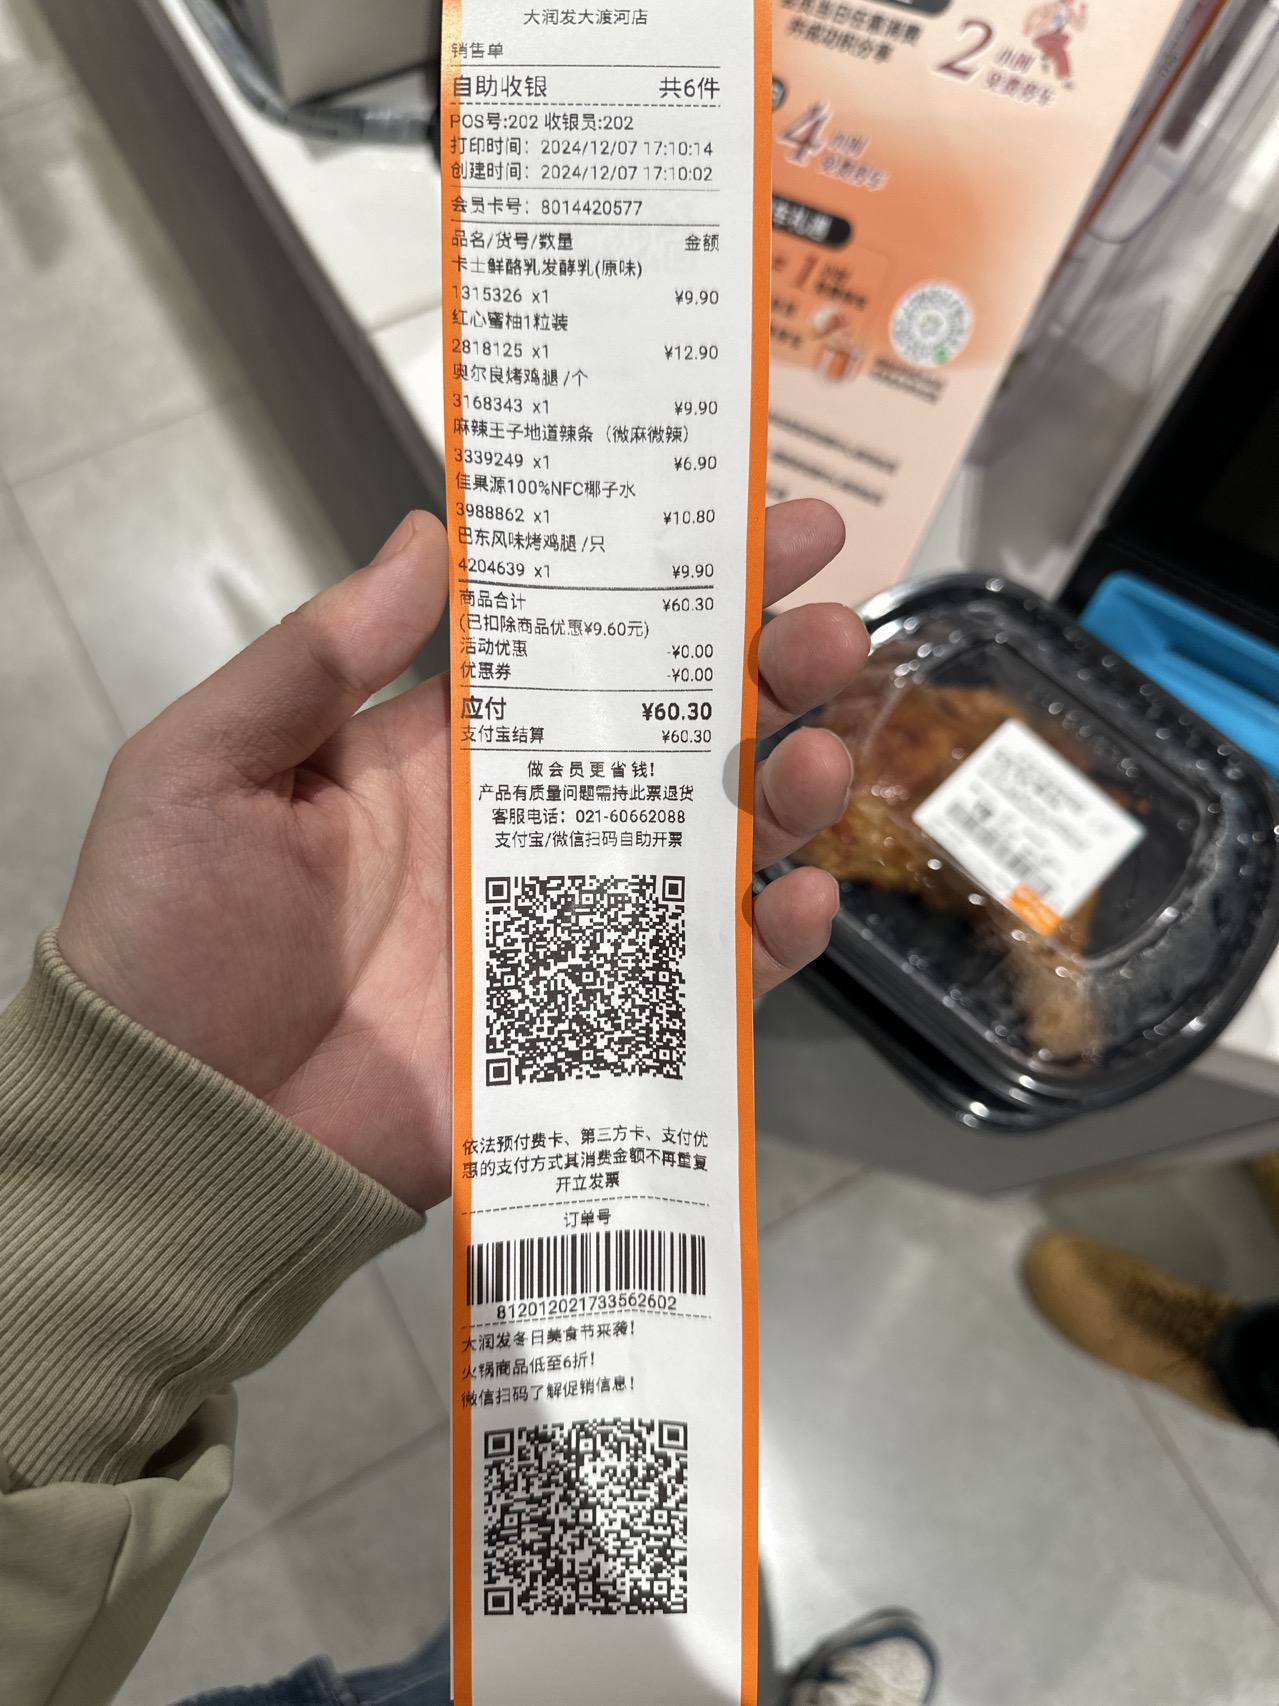 大润发大渡河店
销售单
自助收银 共6件
POS号:202 收银员:202
打印时间: 2024/12/07 17:10:14
创建时间: 2024/12/07 17:10:02
会员卡号: 8014420577
品名/货号/数量 金额
卡士鲜酪乳发酵乳(原味)
1315326 x1 ¥9.90
红心蜜柚1粒装
2818125 x1 ¥12.90
奥尔良烤鸡腿/个
3168343 x1 ¥9.90
麻辣王子地道辣条（微麻微辣）
3339249 x1 ¥6.90
佳果源100%NFC椰子水
3988862 x1 ¥10.80
巴东风味烤鸡腿/只
4204639 x1 ¥9.90
商品合计 ¥60.30
(已扣除商品优惠¥9.60元)
活动优惠 -¥0.00
优惠券 -¥0.00
应付 ¥60.30
支付宝结算 ¥60.30
做会员更省钱!
产品有质量问题需持此票退货
客服电话: 021-60662088
支付宝/微信扫码自助开票
依法预付费卡、第三方卡、支付优
惠的支付方式其消费金额不再重复
开立发票
订单号
812012021733562602
大润发冬日美食节来袭!
火锅商品低至6折!
微信扫码了解促销信息!
2小时
免费停车
4小时
免费停车